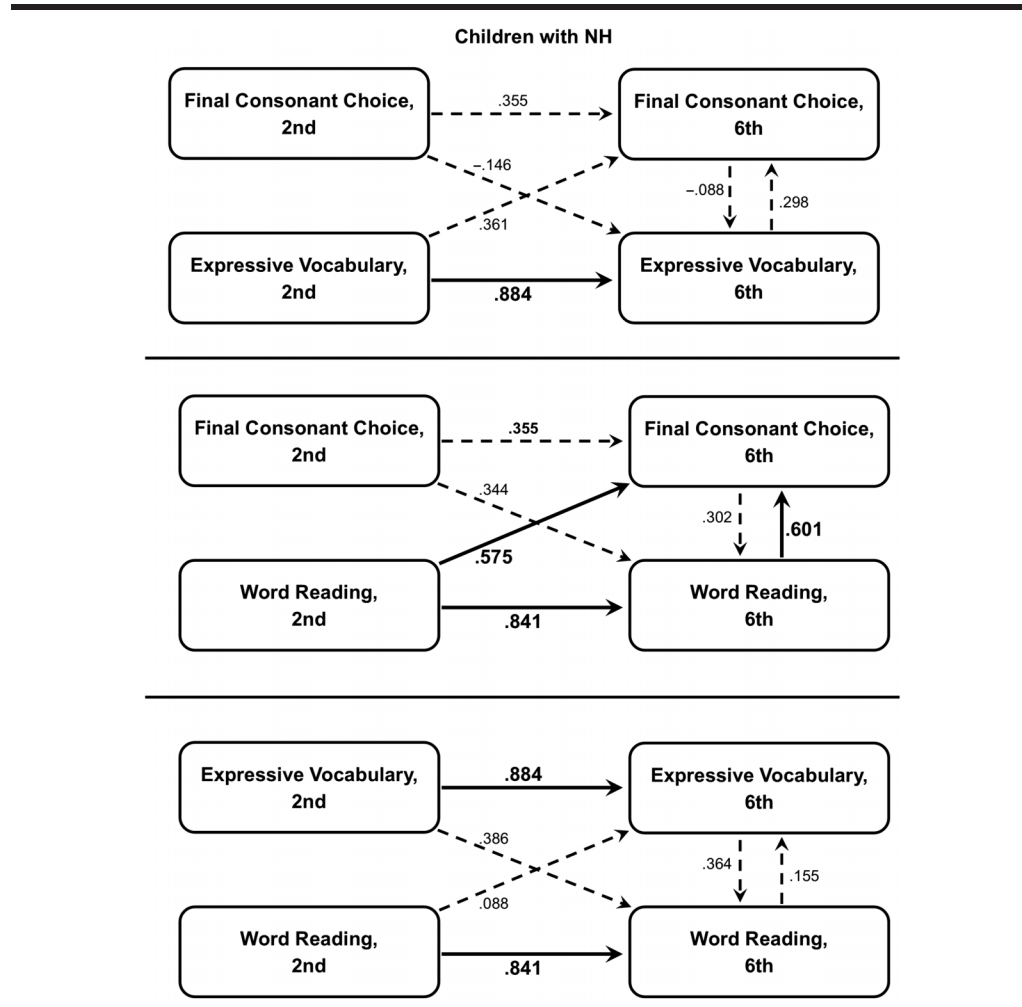 Children with NH
Final Consonant Choice,
2nd
.355
Final Consonant Choice,
6th
–.146
.361
–.088
.298
Expressive Vocabulary,
2nd
.884
Expressive Vocabulary,
6th
Final Consonant Choice,
2nd
.355
Final Consonant Choice,
6th
.344
.575
.302
.601
Word Reading,
2nd
.841
Word Reading,
6th
Expressive Vocabulary,
2nd
.884
Expressive Vocabulary,
6th
.386
.088
.364
.155
Word Reading,
2nd
.841
Word Reading,
6th